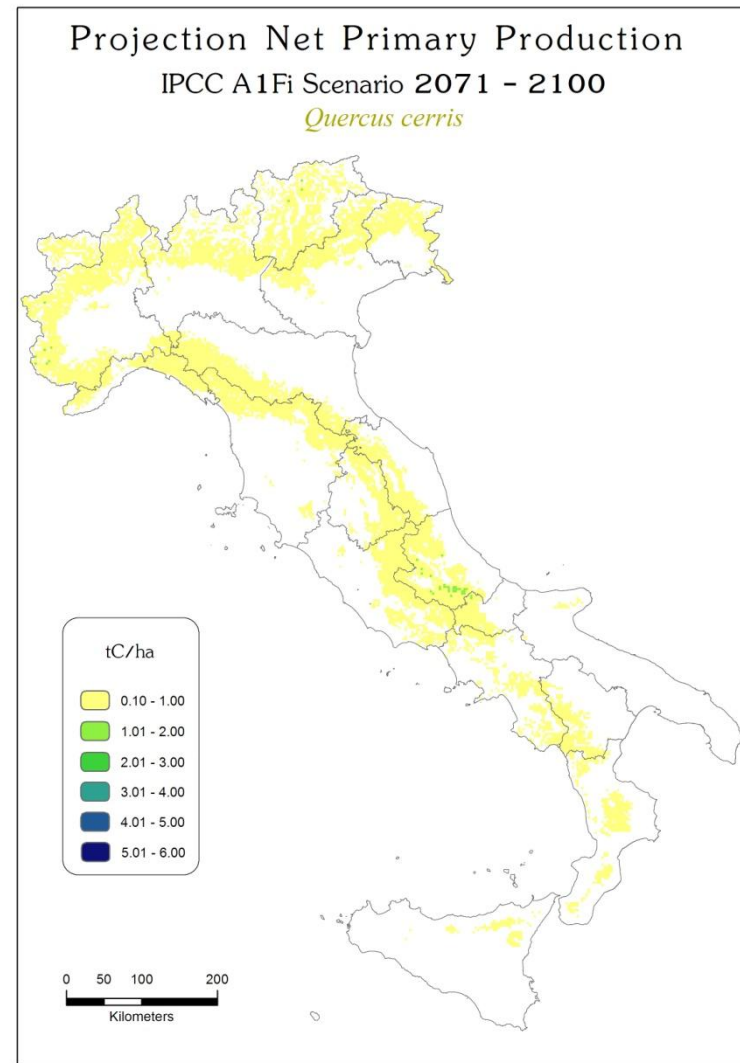 Projection Net Primary Production
IPCC A1Fi Scenario 2071 - 2100
Quercus cerris
tC/ha
0.10 - 1.00
1.01 - 2.00
2.01 - 3.00
3.01 - 4.00
4.01 - 5.00
5.01 - 6.00
0 50 100 200
Kilometers